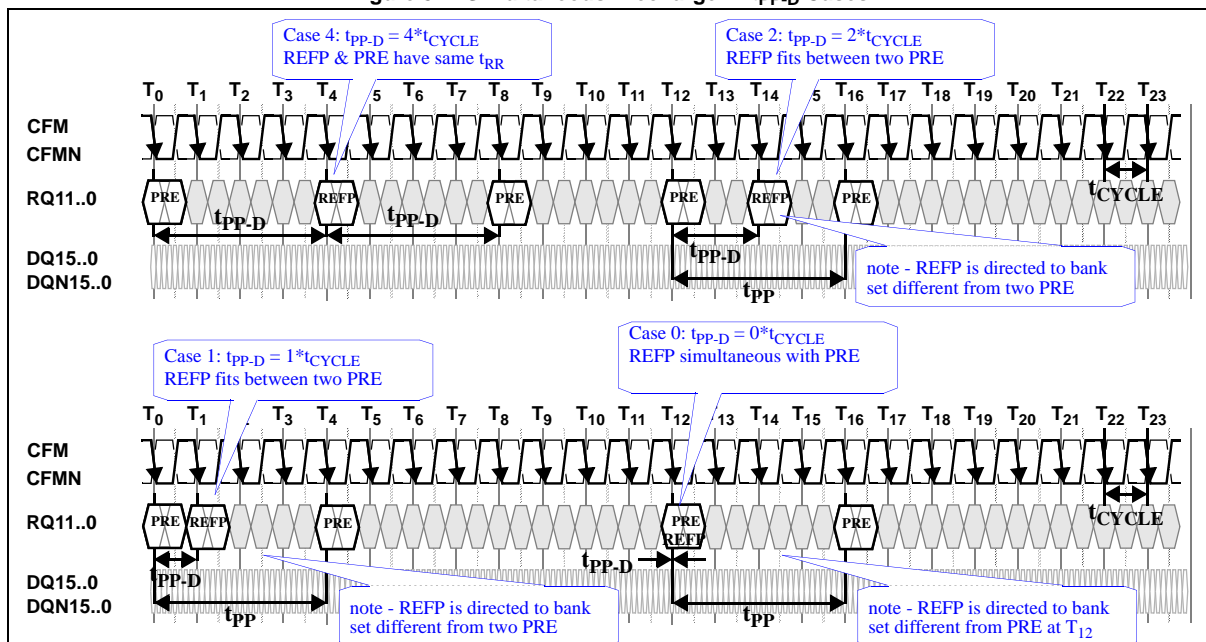 Case 4: tPP-D = 4*tCYCLE
REFP & PRE have same tRR
Case 2: tPP-D = 2*tCYCLE
REFP fits between two PRE
T0 T1 T2 T3 T4 5 T6 T7 T8 T9 T10 T11 T12 13 T14 5 T16 T17 T18 T19 T20 T21 T22 T23
CFM
CFMN
RQ11..0
PRE REFP PRE PRE REFP PRE
tCYCLE
tPP-D tPP-D tPP-D
DQ15..0
DQN15..0
tPP
note - REFP is directed to bank
set different from two PRE
Case 1: tPP-D = 1*tCYCLE
REFP fits between two PRE
Case 0: tPP-D = 0*tCYCLE
REFP simultaneous with PRE
T0 T1 T3 T4 T5 T6 T7 T8 T9 T10 T11 T12 13 T14 T15 T16 T17 T18 T19 T20 T21 T22 T23
CFM
CFMN
RQ11..0
PRE REFP PRE PRE REFP PRE
tCYCLE
tPP-D tPP-D
DQ15..0
DQN15..0
tPP tPP
note - REFP is directed to bank
set different from two PRE
note - REFP is directed to bank
set different from PRE at T12